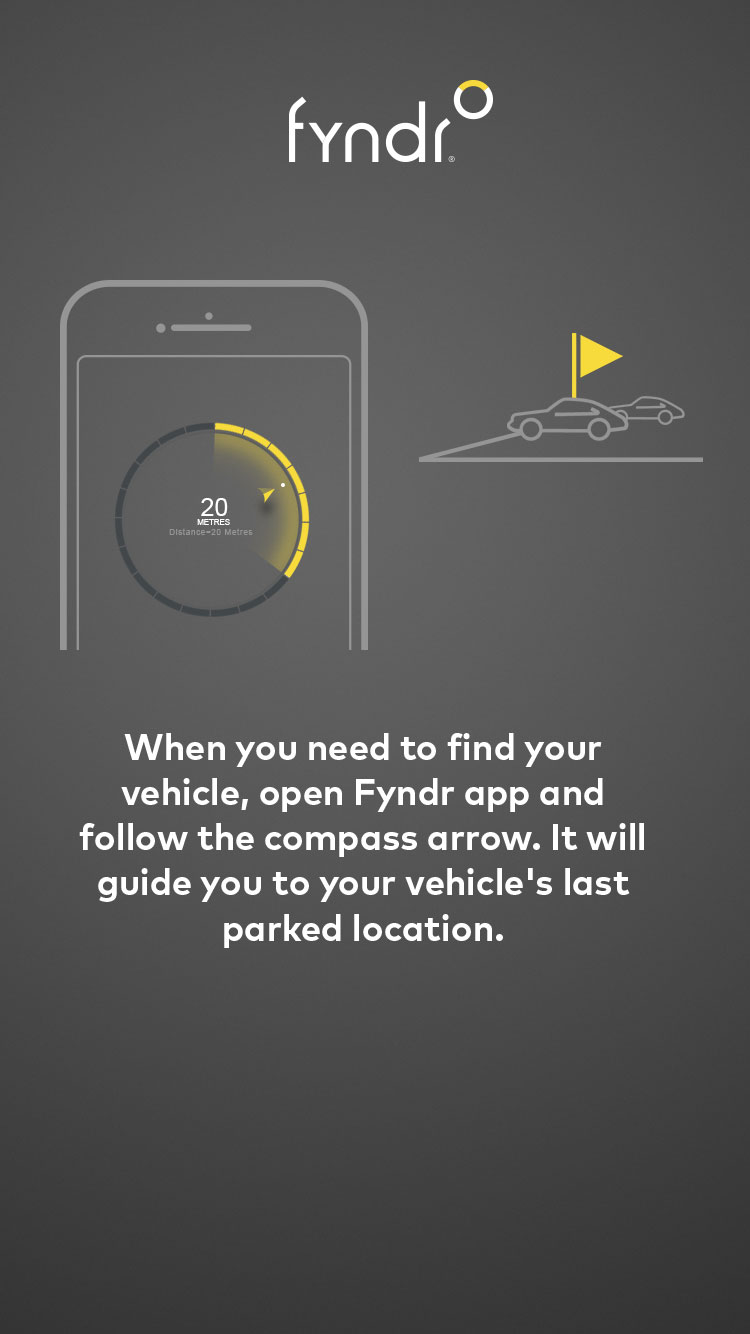 fyndr®
20
METRES
Distance=20 Metres
When you need to find your
vehicle, open Fyndr app and
follow the compass arrow. It will
guide you to your vehicle's last
parked location.